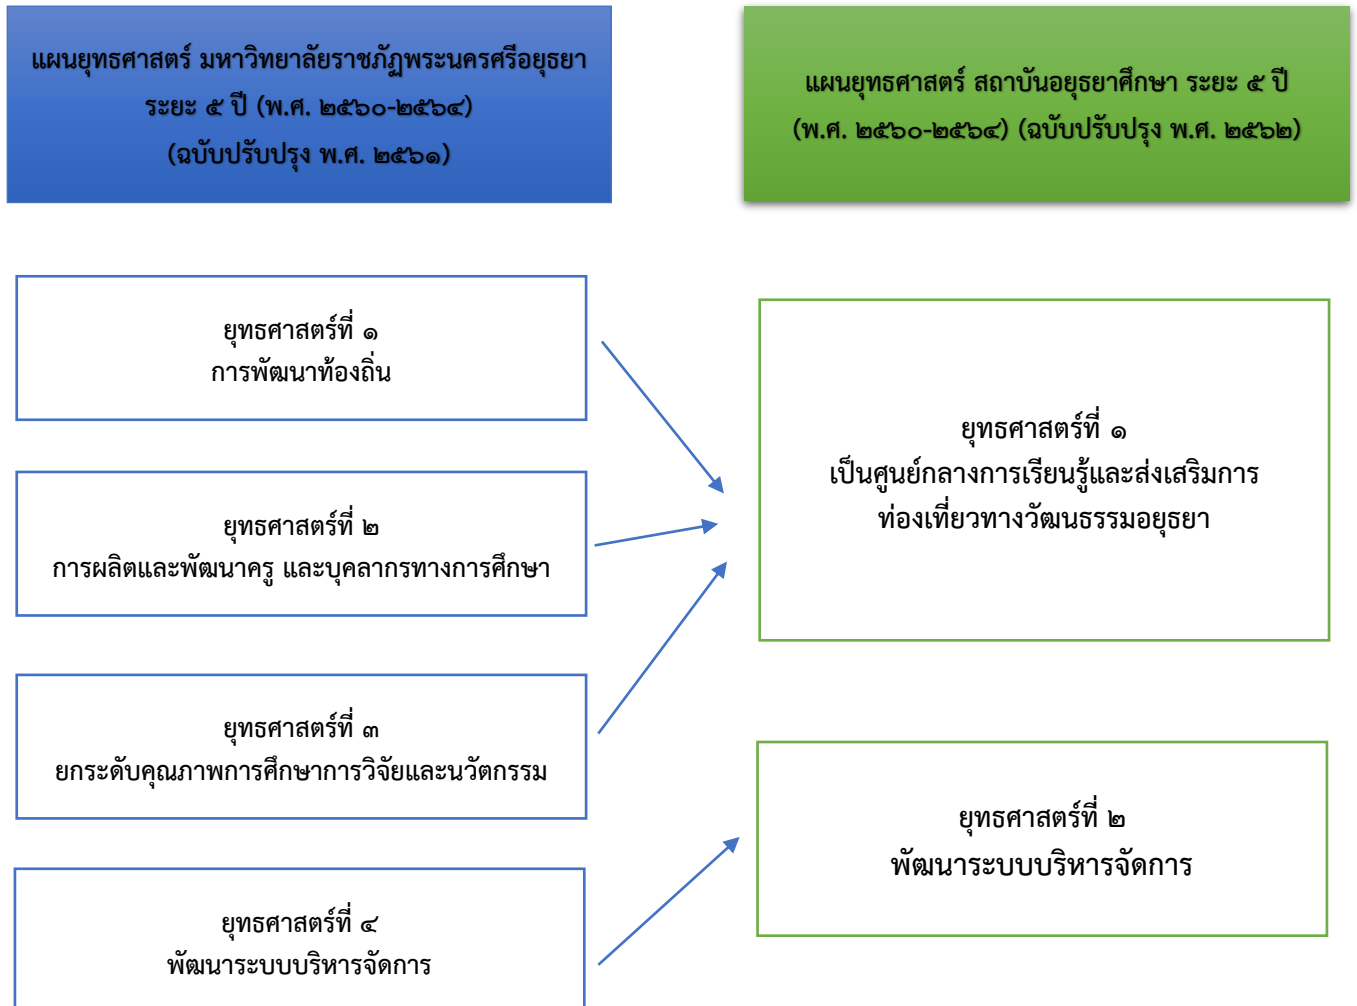 แผนยุทธศาสตร์ มหาวิทยาลัยราชภัฏพระนครศรีอยุธยา
ระยะ ๕ ปี (พ.ศ. ๒๕๖๐-๒๕๖๔)
(ฉบับปรับปรุง พ.ศ. ๒๕๖๑)
แผนยุทธศาสตร์ สถาบันอยุธยาศึกษา ระยะ ๕ ปี
(พ.ศ. ๒๕๖๐-๒๕๖๔) (ฉบับปรับปรุง พ.ศ. ๒๕๖๒)
ยุทธศาสตร์ที่ ๑
การพัฒนาท้องถิ่น
ยุทธศาสตร์ที่ ๒
การผลิตและพัฒนาครู และบุคลากรทางการศึกษา
ยุทธศาสตร์ที่ ๓
ยกระดับคุณภาพการศึกษาการวิจัยและนวัตกรรม
ยุทธศาสตร์ที่ ๔
พัฒนาระบบบริหารจัดการ
ยุทธศาสตร์ที่ ๑
เป็นศูนย์กลางการเรียนรู้และส่งเสริมการ
ท่องเที่ยวทางวัฒนธรรมอยุธยา
ยุทธศาสตร์ที่ ๒
พัฒนาระบบบริหารจัดการ